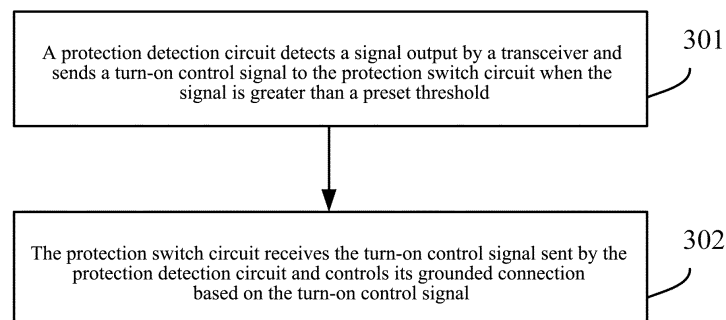 A protection detection circuit detects a signal output by a transceiver and
sends a turn-on control signal to the protection switch circuit when the
signal is greater than a preset threshold
301
The protection switch circuit receives the turn-on control signal sent by the
protection detection circuit and controls its grounded connection
based on the turn-on control signal
302